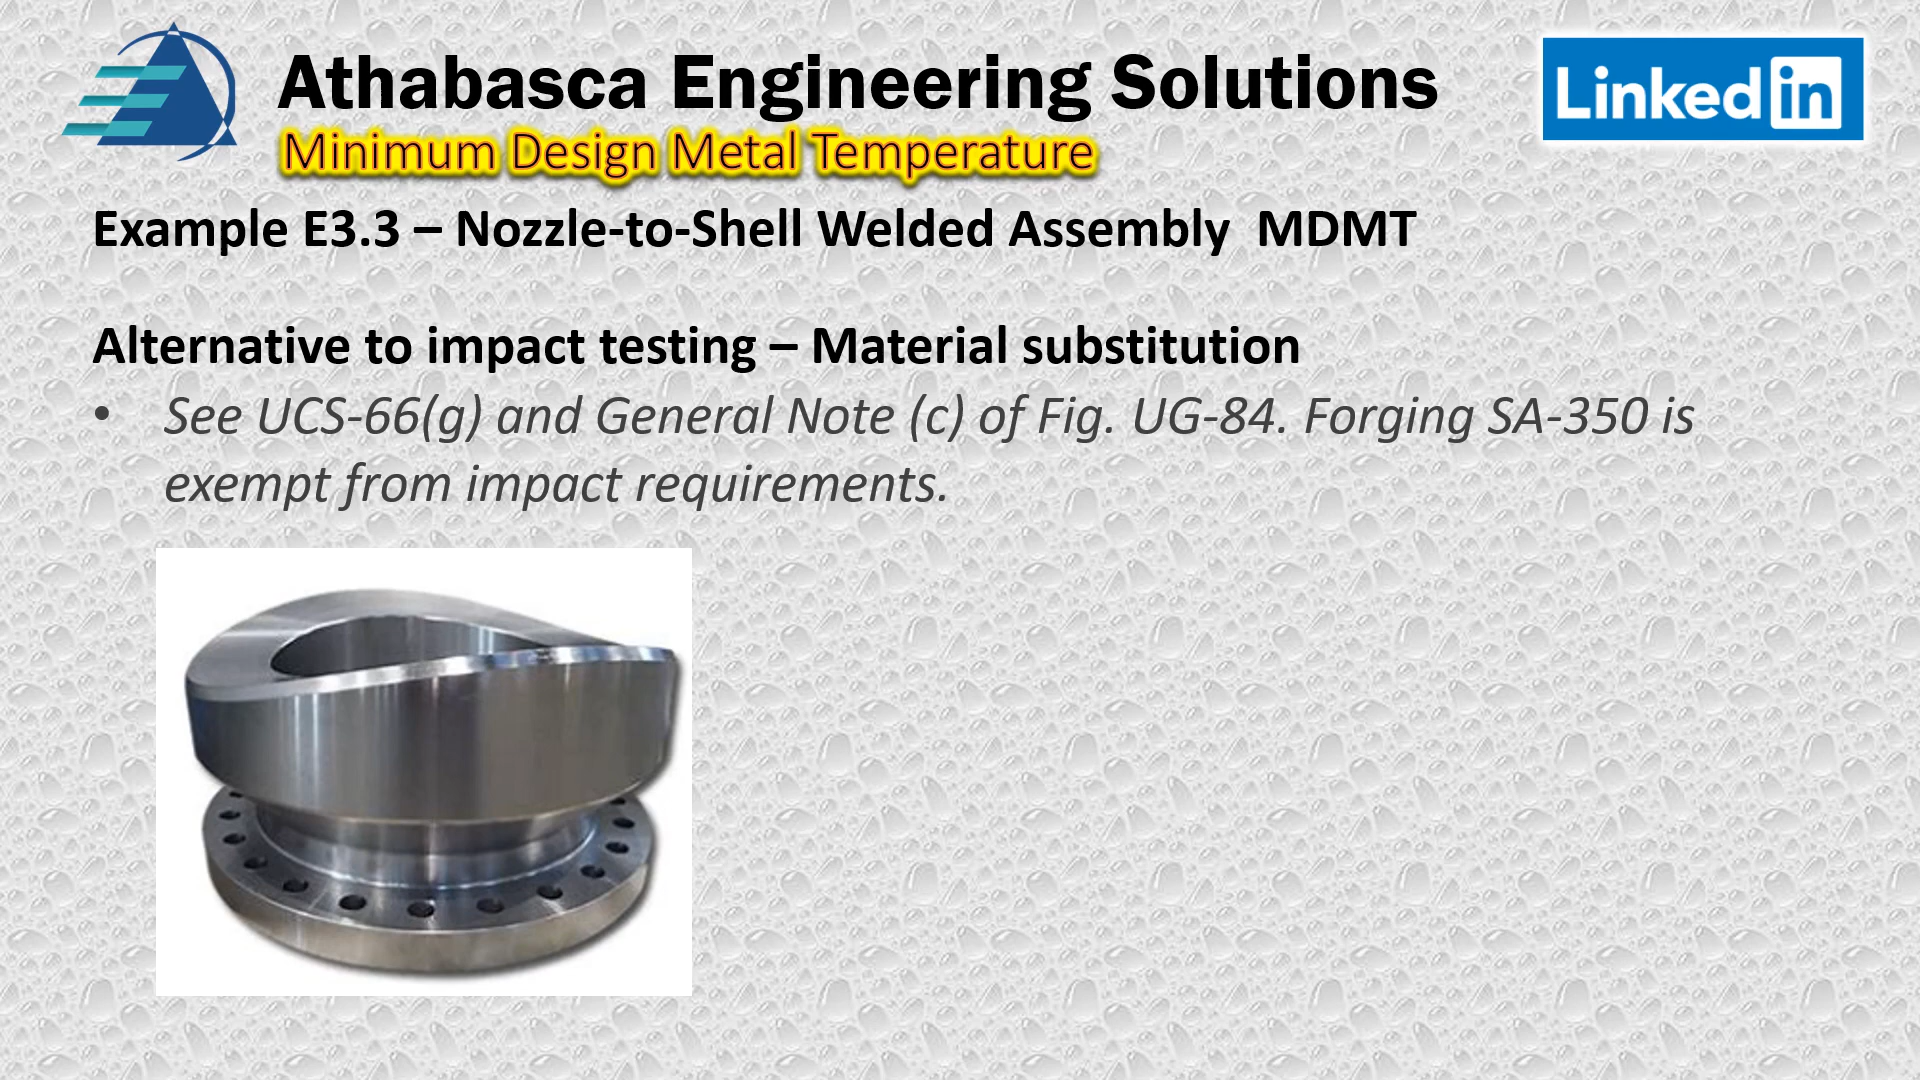 Athabasca Engineering Solutions
Linked in
Minimum Design Metal Temperature
Example E3.3 – Nozzle-to-Shell Welded Assembly  MDMT
Alternative to impact testing – Material substitution
• See UCS-66(g) and General Note (c) of Fig. UG-84. Forging SA-350 is
exempt from impact requirements.